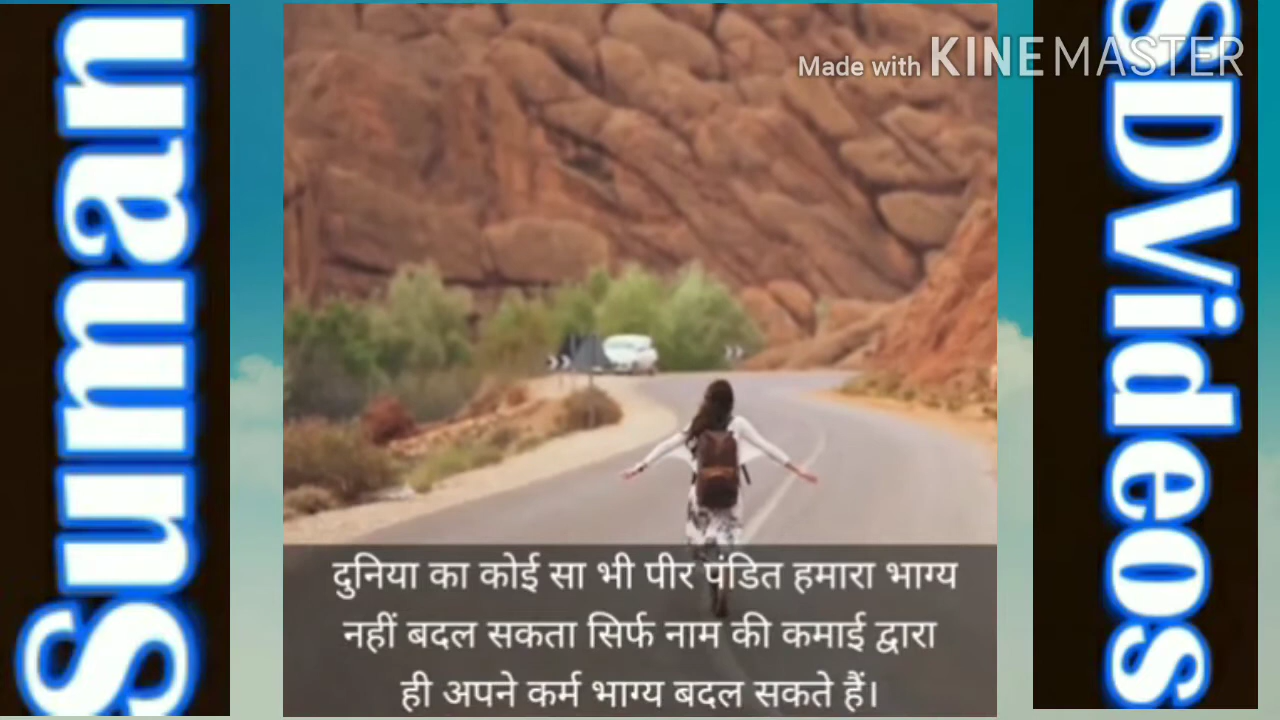 Suman
Made with KINEMASTER
SDVideos
दुनिया का कोई सा भी पीर पंडित हमारा भाग्य
नहीं बदल सकता सिर्फ नाम की कमाई द्वारा
ही अपने कर्म भाग्य बदल सकते हैं।